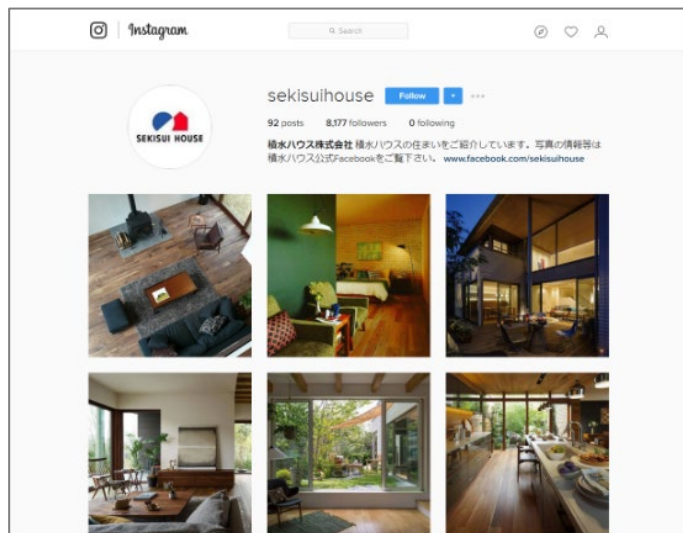 Instagram
Search
SEKISUI HOUSE
sekisuihouse Follow
92 posts 8,177 followers 0 following
積水ハウス株式会社 積水ハウスの住まいをご紹介しています。写真の情報等は
積水ハウス公式Facebookをご覧下さい。 www.facebook.com/sekisuihouse